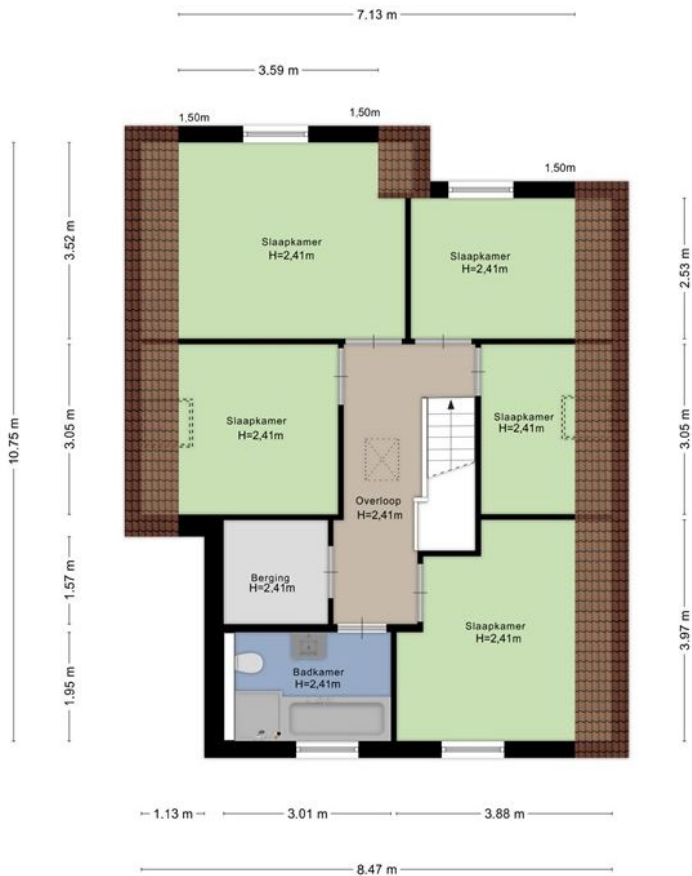 7.13 m
3.59 m
1,50m
1,50m
1,50m
Slaapkamer
H=2,41m
Slaapkamer
H=2,41m
3.52 m
2.53 m
10.75 m
Slaapkamer
H=2,41m
Slaapkamer
H=2,41m
3.05 m
3.05 m
Overloop
H=2,41m
Berging
H=2,41m
1.57 m
Slaapkamer
H=2,41m
3.97 m
Badkamer
H=2,41m
1.95 m
1.13 m
3.01 m
3.88 m
8.47 m